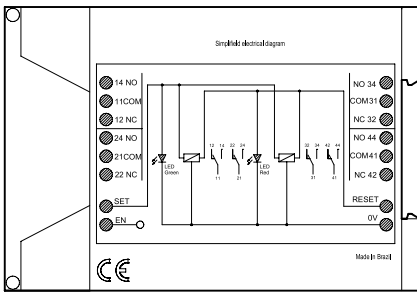 Simplifield electrical diagram
14 NO
11COM
12 NC
24 NO
21COM
22 NC
SET
EN
NO 34
COM31
NC 32
NO 44
COM41
NC 42
RESET
0V
LED
Green
12 14 22 24
11 21
LED
Red
32 34 42 44
31 41
Made In Brazil
CE